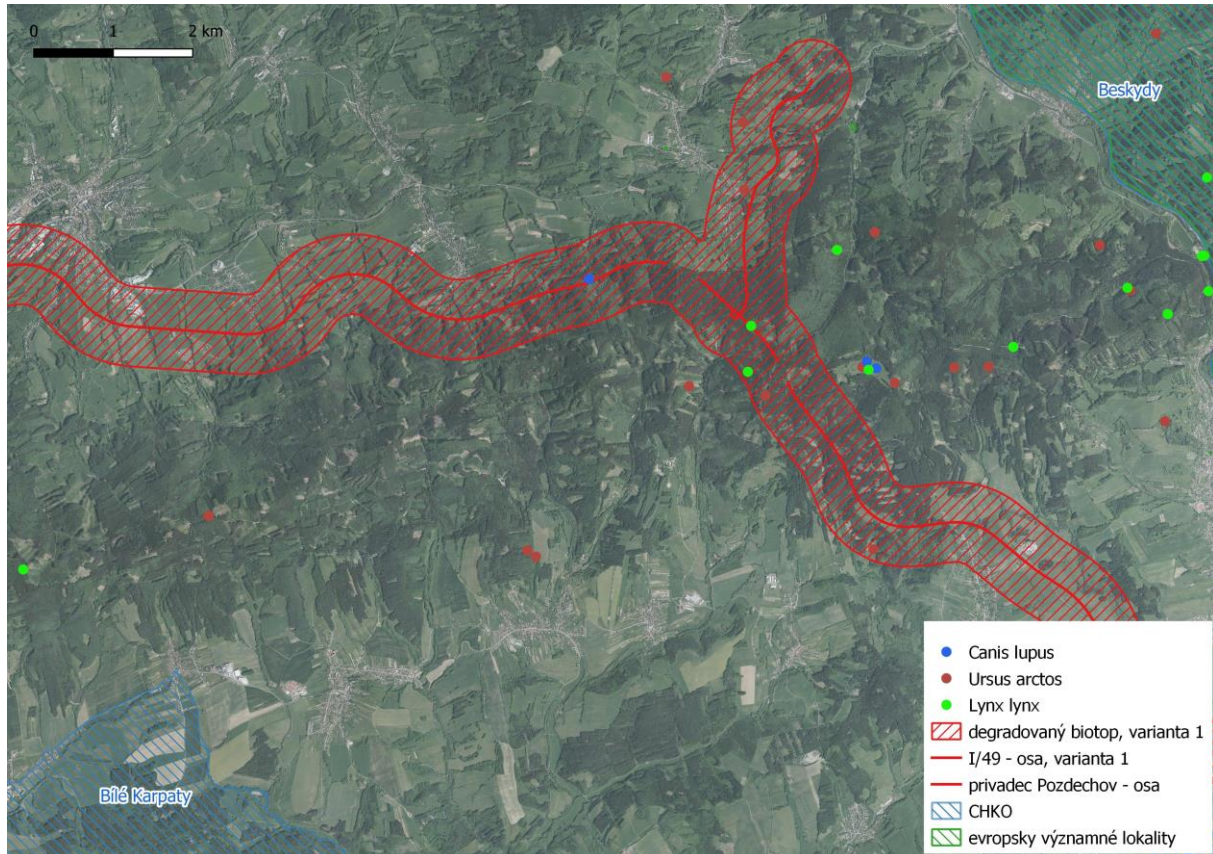 0 1 2 km
Beskydy
Bílé Karpaty
Canis lupus
Ursus arctos
Lynx lynx
degradovaný biotop, varianta 1
I/49 - osa, varianta 1
privadec Pozdechov - osa
CHKO
evropsky významné lokality